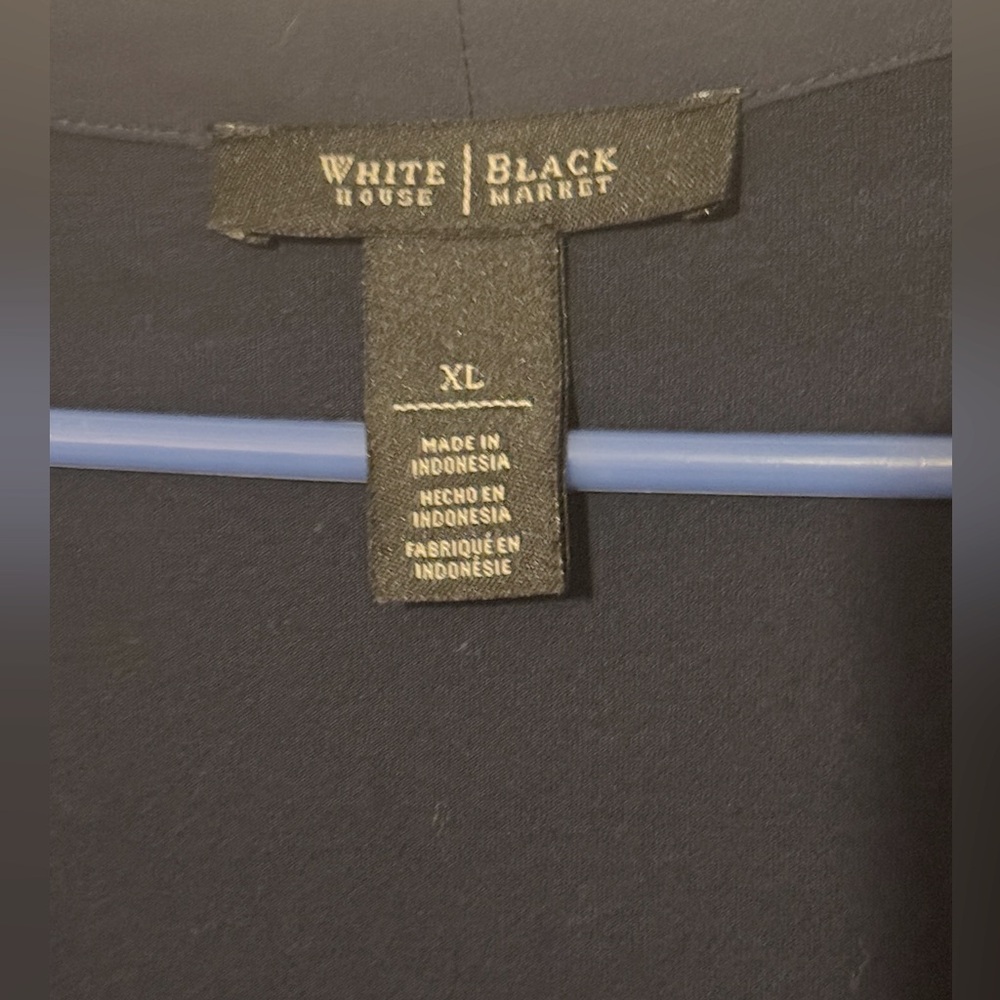 WHITE | BLACK
HOUSE | MARKET
XL
MADE IN
INDONESIA
HECHO EN
INDONESIA
FABRIQUÉ EN
INDONÉSIE